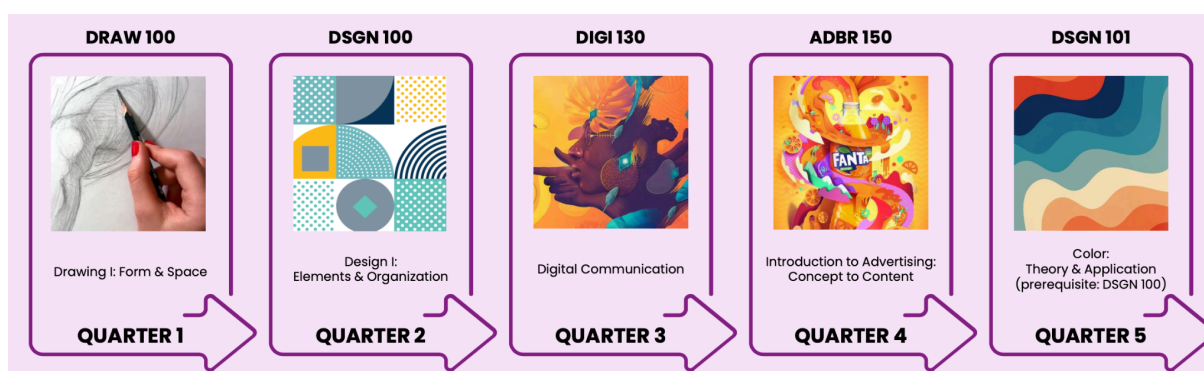 DRAW 100
Drawing I: Form & Space
QUARTER 1
DSGN 100
Design I:
Elements & Organization
QUARTER 2
DIGI 130
Digital Communication
QUARTER 3
ADBR 150
FANTA
Introduction to Advertising:
Concept to Content
QUARTER 4
DSGN 101
Color:
Theory & Application
(prerequisite: DSGN 100)
QUARTER 5